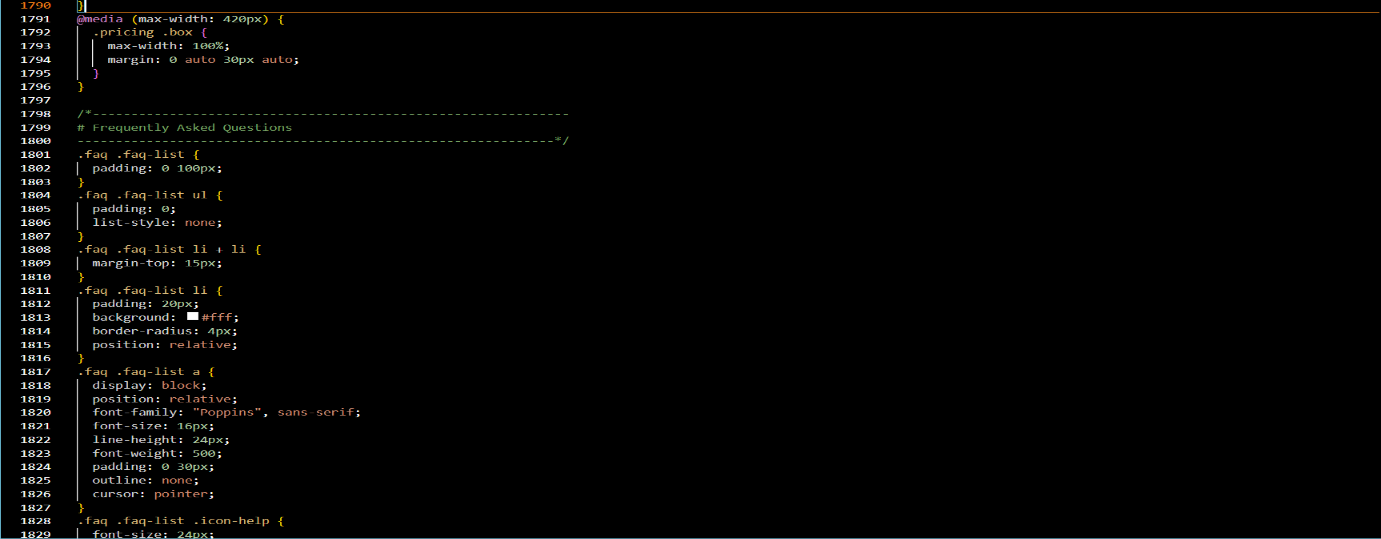 1790 }
1791 @media (max-width: 420px) {
1792 .pricing .box {
1793 max-width: 100%;
1794 margin: 0 auto 30px auto;
1795 }
1796 }
1797
1798 /*--------------------------------------------------------------
1799 # Frequently Asked Questions
1800 --------------------------------------------------------------*/
1801 .faq .faq-list {
1802 padding: 0 100px;
1803 }
1804 .faq .faq-list ul {
1805 padding: 0;
1806 list-style: none;
1807 }
1808 .faq .faq-list li + li {
1809 margin-top: 15px;
1810 }
1811 .faq .faq-list li {
1812 padding: 20px;
1813 background: #fff;
1814 border-radius: 4px;
1815 position: relative;
1816 }
1817 .faq .faq-list a {
1818 display: block;
1819 position: relative;
1820 font-family: "Poppins", sans-serif;
1821 font-size: 16px;
1822 line-height: 24px;
1823 font-weight: 500;
1824 padding: 0 30px;
1825 outline: none;
1826 cursor: pointer;
1827 }
1828 .faq .faq-list .icon-help {
1829 font-size: 24px;